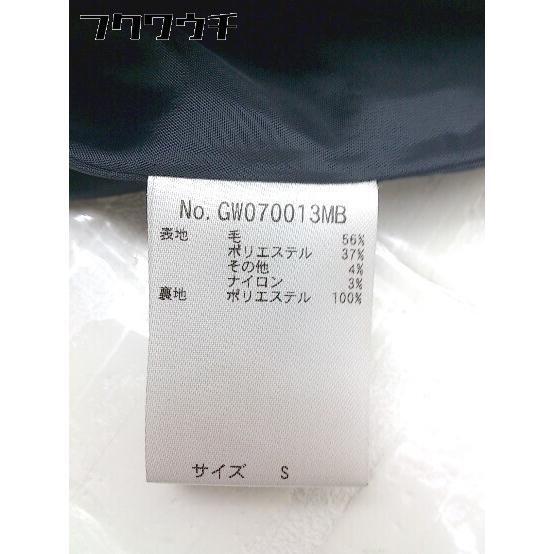 フクワウチ
No. GW070013MB
表地 毛 56%
ポリエステル 37%
その他 4%
ナイロン 3%
裏地 ポリエステル 100%
サイズ S